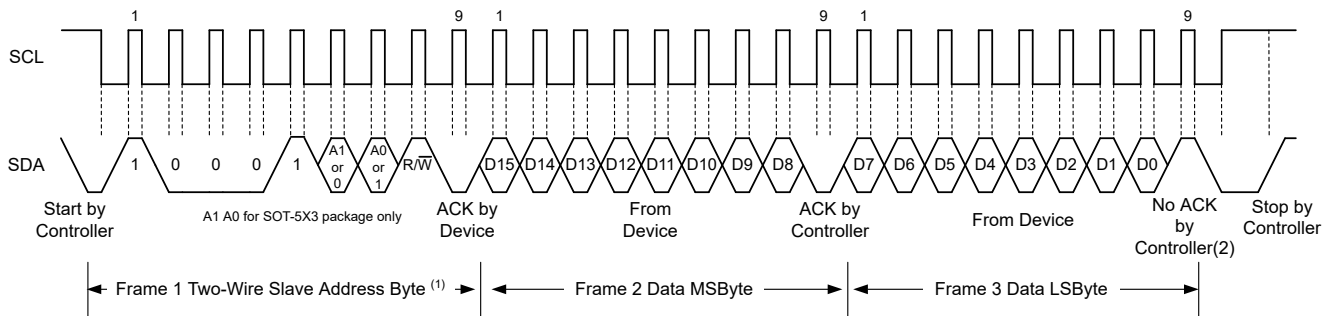 1 9 1 9 1 9
SCL
SDA 1 0 0 0 1 A1 or 0 A0 or 1 R/W̅ D15 D14 D13 D12 D11 D10 D9 D8 D7 D6 D5 D4 D3 D2 D1 D0
Start by
Controller
A1 A0 for SOT-5X3 package only
ACK by
Device
From
Device
ACK by
Controller
From Device
No ACK
by
Controller(2)
Stop by
Controller
Frame 1 Two-Wire Slave Address Byte (1)
Frame 2 Data MSByte
Frame 3 Data LSByte